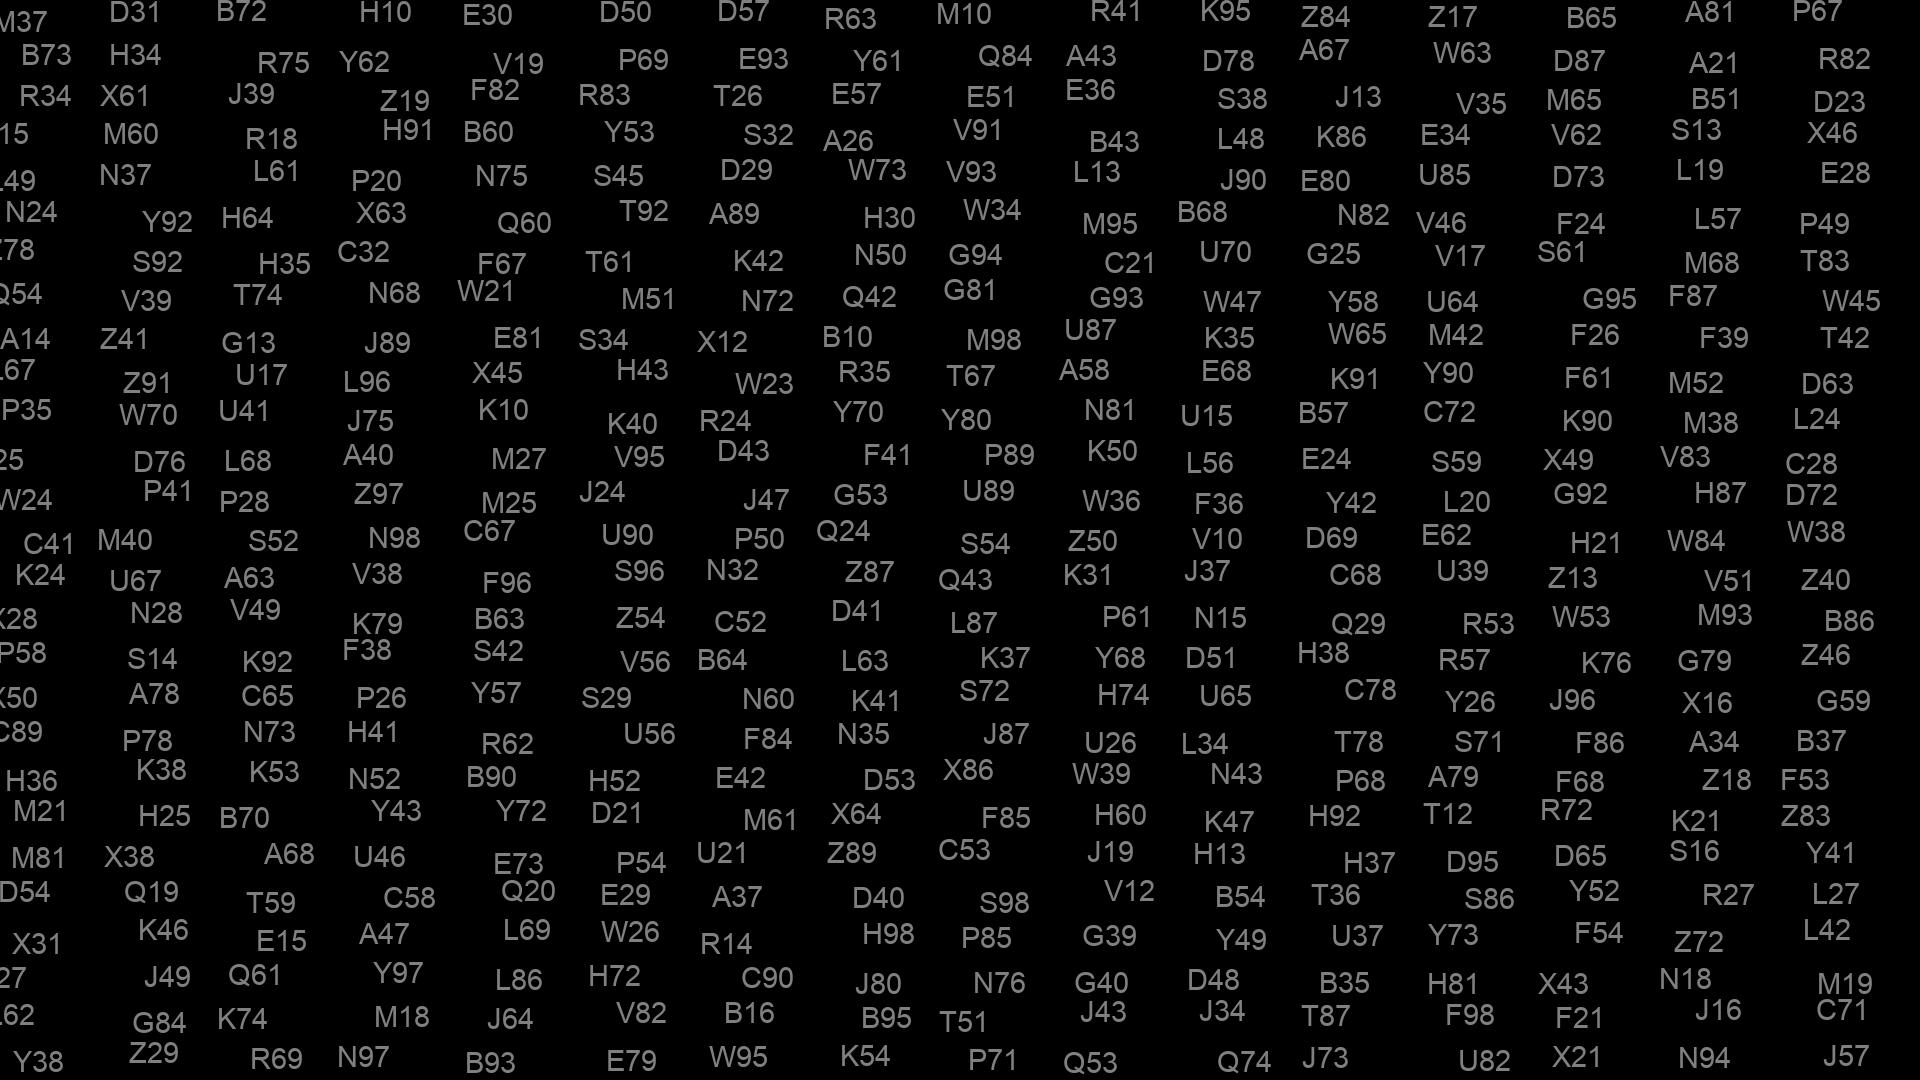 M37 D31 B72 H10 E30 D50 D57 R63 M10 R41 K95 Z84 Z17 B65 A81 P67
B73 H34 R75 Y62 V19 P69 E93 Y61 Q84 A43 D78 A67 W63 D87 A21 R82
R34 X61 J39 Z19 F82 R83 T26 E57 E51 E36 S38 J13 V35 M65 B51 D23
15 M60 R18 H91 B60 Y53 S32 A26 V91 B43 L48 K86 E34 V62 S13 X46
L49 N37 L61 P20 N75 S45 D29 W73 V93 L13 J90 E80 U85 D73 L19 E28
N24 Y92 H64 X63 Q60 T92 A89 H30 W34 M95 B68 N82 V46 F24 L57 P49
78 S92 H35 C32 F67 T61 K42 N50 G94 C21 U70 G25 V17 S61 M68 T83
Q54 V39 T74 N68 W21 M51 N72 Q42 G81 G93 W47 Y58 U64 G95 F87 W45
A14 Z41 G13 J89 E81 S34 X12 B10 M98 U87 K35 W65 M42 F26 F39 T42
67 Z91 U17 L96 X45 H43 W23 R35 T67 A58 E68 K91 Y90 F61 M52 D63
P35 W70 U41 J75 K10 K40 R24 Y70 Y80 N81 U15 B57 C72 K90 M38 L24
25 D76 L68 A40 M27 V95 D43 F41 P89 K50 L56 E24 S59 X49 V83 C28
W24 P41 P28 Z97 M25 J24 J47 G53 U89 W36 F36 Y42 L20 G92 H87 D72
C41 M40 S52 N98 C67 U90 P50 Q24 S54 Z50 V10 D69 E62 H21 W84 W38
K24 U67 A63 V38 F96 S96 N32 Z87 Q43 K31 J37 C68 U39 Z13 V51 Z40
28 N28 V49 K79 B63 Z54 C52 D41 L87 P61 N15 Q29 R53 W53 M93 B86
P58 S14 K92 F38 S42 V56 B64 L63 K37 Y68 D51 H38 R57 K76 G79 Z46
50 A78 C65 P26 Y57 S29 N60 K41 S72 H74 U65 C78 Y26 J96 X16 G59
C89 P78 N73 H41 R62 U56 F84 N35 J87 U26 L34 T78 S71 F86 A34 B37
H36 K38 K53 N52 B90 H52 E42 D53 X86 W39 N43 P68 A79 F68 Z18 F53
M21 H25 B70 Y43 Y72 D21 M61 X64 F85 H60 K47 H92 T12 R72 K21 Z83
M81 X38 A68 U46 E73 P54 U21 Z89 C53 J19 H13 H37 D95 D65 S16 Y41
D54 Q19 T59 C58 Q20 E29 A37 D40 S98 V12 B54 T36 S86 Y52 R27 L27
X31 K46 E15 A47 L69 W26 R14 H98 P85 G39 Y49 U37 Y73 F54 Z72 L42
27 J49 Q61 Y97 L86 H72 C90 J80 N76 G40 D48 B35 H81 X43 N18 M19
62 G84 K74 M18 J64 V82 B16 B95 T51 J43 J34 T87 F98 F21 J16 C71
Y38 Z29 R69 N97 B93 E79 W95 K54 P71 Q53 Q74 J73 U82 X21 N94 J57